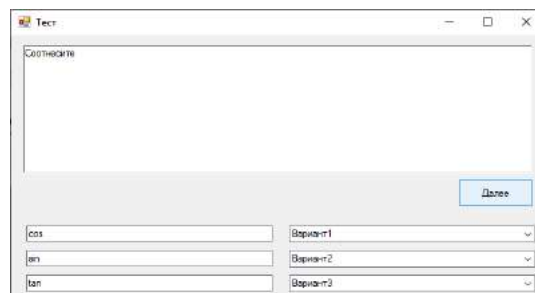 Тест
Соотнесите
Далее
cos
Вариант1
sin
Вариант2
tan
Вариант3